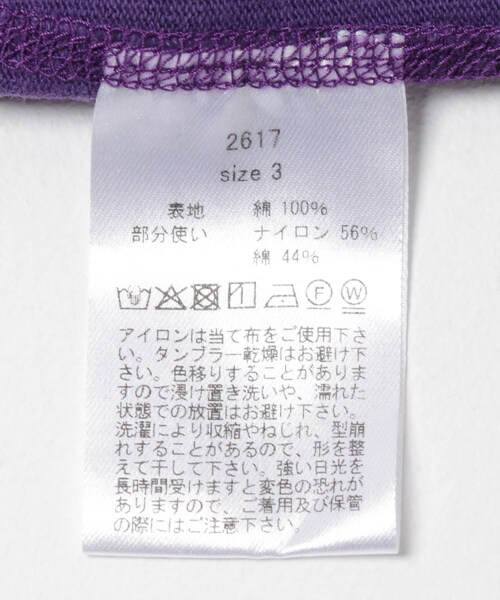 2617
size 3
表地 綿 100%
部分使い ナイロン 56%
綿 44%
F W
アイロンは当て布をご使用下さ
い。タンブラー乾燥はお避け下
さい。色移りすることがありま
すので浸け置き洗いや、濡れた
状態での放置はお避け下さい。
洗濯により収縮やねじれ、型崩
れすることがあるので、形を整
えて干して下さい。強い日光を
長時間受けますと変色の恐れが
ありますので、ご着用及び保管
の際にはご注意下さい。